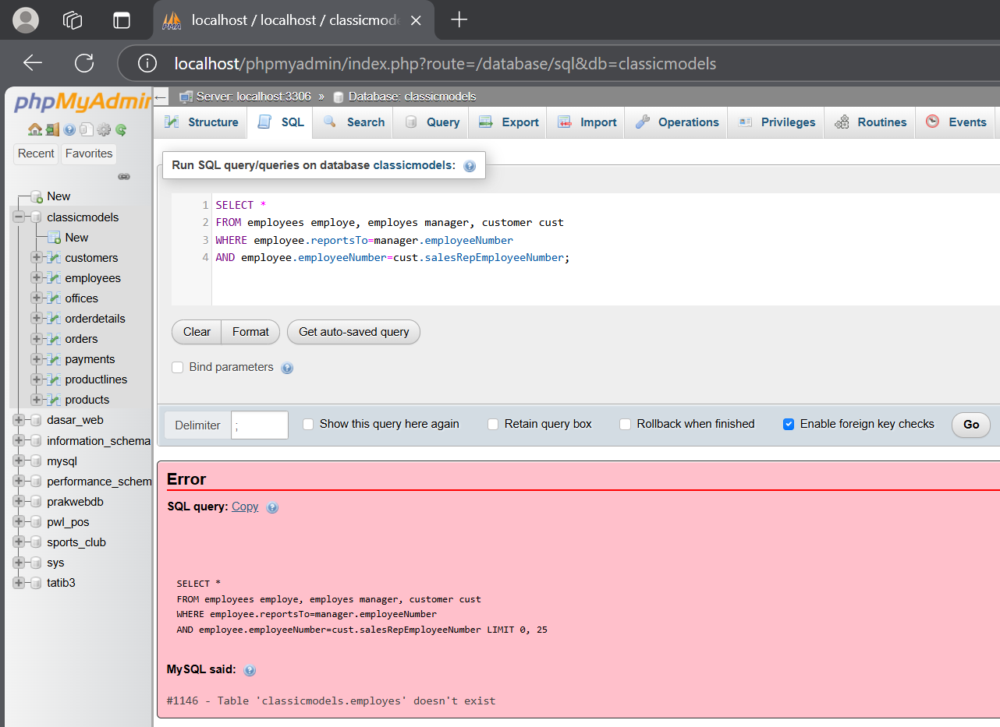 localhost / localhost / classicmode
localhost/phpmyadmin/index.php?route=/database/sql&db=classicmodels
phpMyAdmin
Recent Favorites
New
classicmodels
New
customers
employees
offices
orderdetails
orders
payments
productlines
products
dasar_web
information_schema
mysql
performance_schem
prakwebdb
pwl_pos
sports_club
sys
tatib3
Server: localhost:3306 » Database: classicmodels
Structure SQL Search Query Export Import Operations Privileges Routines Events
Run SQL query/queries on database classicmodels:
1 SELECT *
2 FROM employees employe, employes manager, customer cust
3 WHERE employee.reportsTo=manager.employeeNumber
4 AND employee.employeeNumber=cust.salesRepEmployeeNumber;
Clear Format Get auto-saved query
Bind parameters
Delimiter ; Show this query here again Retain query box Rollback when finished Enable foreign key checks Go
Error
SQL query: Copy
SELECT *
FROM employees employe, employes manager, customer cust
WHERE employee.reportsTo=manager.employeeNumber
AND employee.employeeNumber=cust.salesRepEmployeeNumber LIMIT 0, 25
MySQL said:
#1146 - Table 'classicmodels.employes' doesn't exist